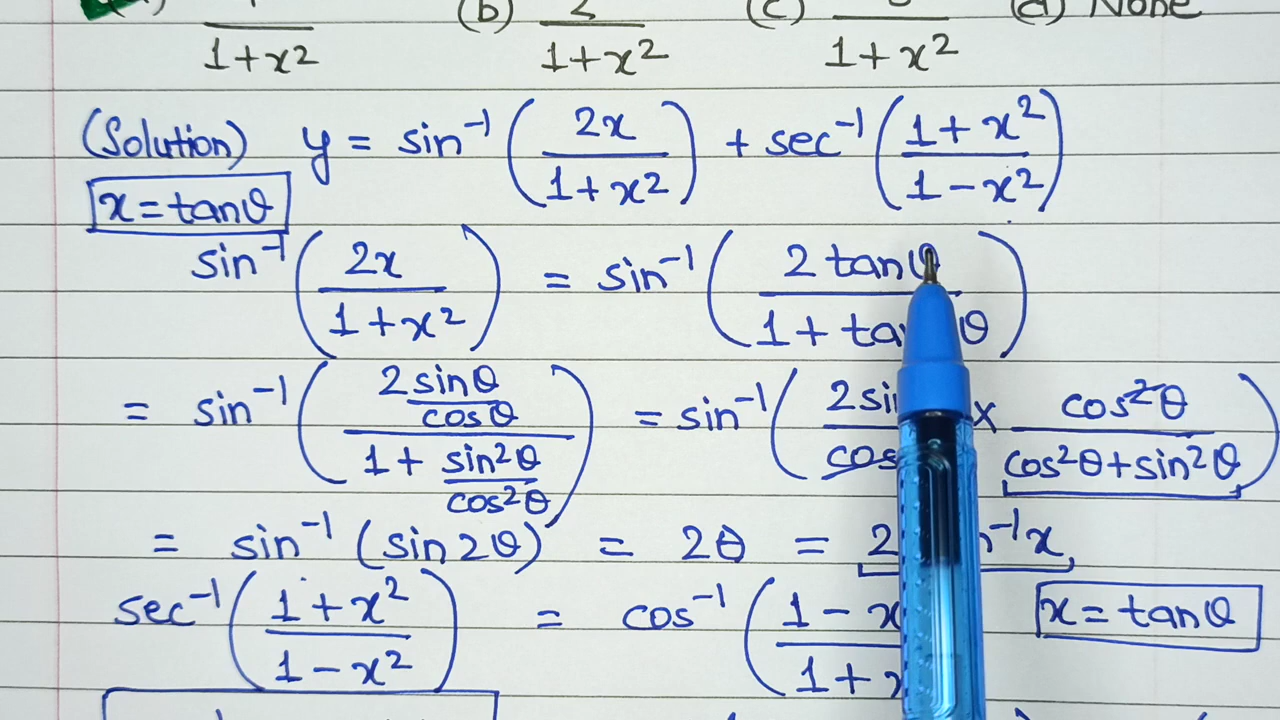 1+x² (b) 1+x² (c) 1+x² (d) None
(Solution) y = sin⁻¹(2x/1+x²) + sec⁻¹(1+x²/1−x²)
x=tanθ
sin⁻¹(2x/1+x²) = sin⁻¹(2tanθ/1+tan θ)
= sin⁻¹(2sinθ/cosθ/1+sin²θ/cos²θ) = sin⁻¹(2sin/cos × cos²θ/cos²θ+sin²θ)
= sin⁻¹(sin2θ) = 2θ = 2 n⁻¹x
sec⁻¹(1+x²/1−x²) = cos⁻¹(1−x/1+x x=tanθ